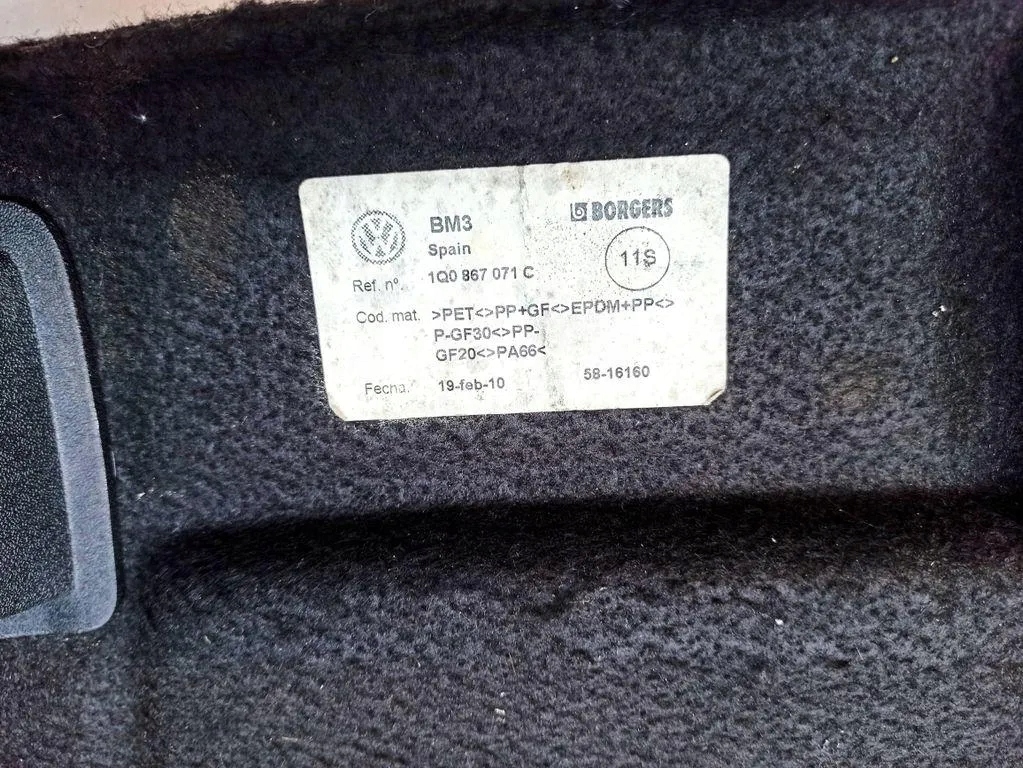 BM3
BORGERS
Spain
11S
Ref. nº. 1Q0 867 071 C
Cod. mat. >PET<>PP+GF<>EPDM+PP<>
P-GF30<>PP-
GF20<>PA66<
Fecha. 19-feb-10 58-16160